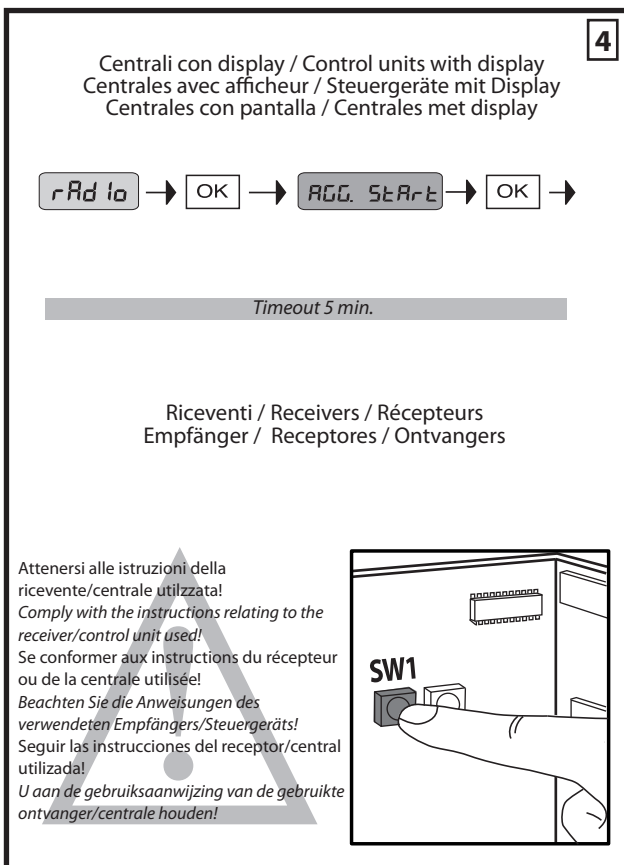 4
Centrali con display / Control units with display
Centrales avec afficheur / Steuergeräte mit Display
Centrales con pantalla / Centrales met display
rAdIo OK AGG. StArt OK
Timeout 5 min.
Riceventi / Receivers / Récepteurs
Empfänger / Receptores / Ontvangers
Attenersi alle istruzioni della
ricevente/centrale utilzzata!
Comply with the instructions relating to the
receiver/control unit used!
Se conformer aux instructions du récepteur
ou de la centrale utilisée!
Beachten Sie die Anweisungen des
verwendeten Empfängers/Steuergeräts!
Seguir las instrucciones del receptor/central
utilizada!
U aan de gebruiksaanwijzing van de gebruikte
ontvanger/centrale houden!
SW1